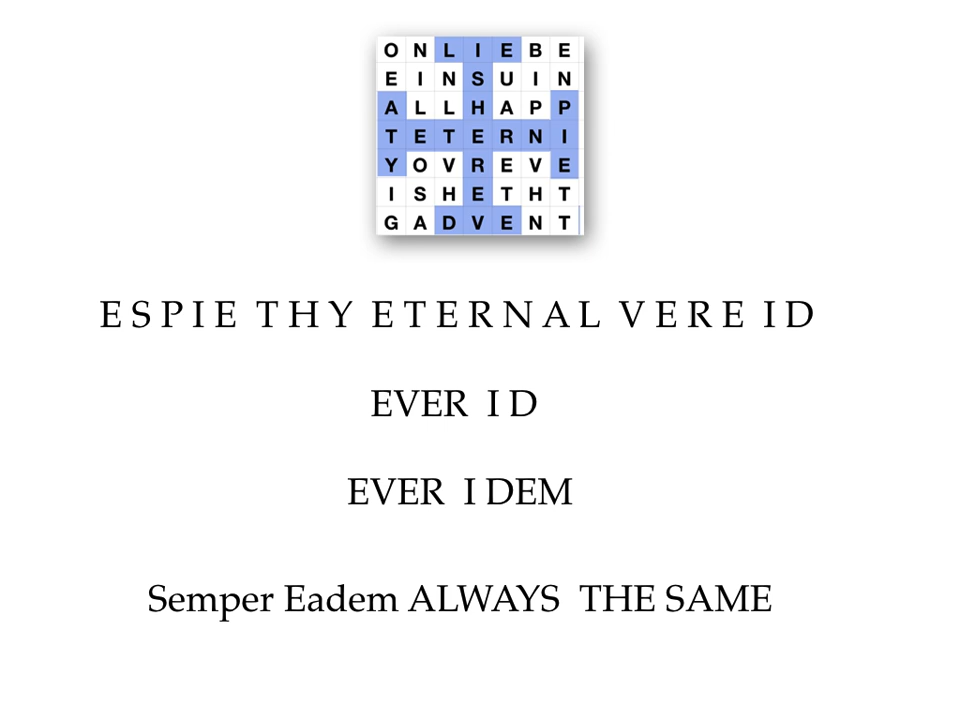 O N L I E B E
E I N S U I N
A L L H A P P
T E T E R N I
Y O V R E V E
I S H E T H T
G A D V E N T
E S P I E T H Y E T E R N A L V E R E I D
EVER I D
EVER I DEM
Semper Eadem ALWAYS THE SAME